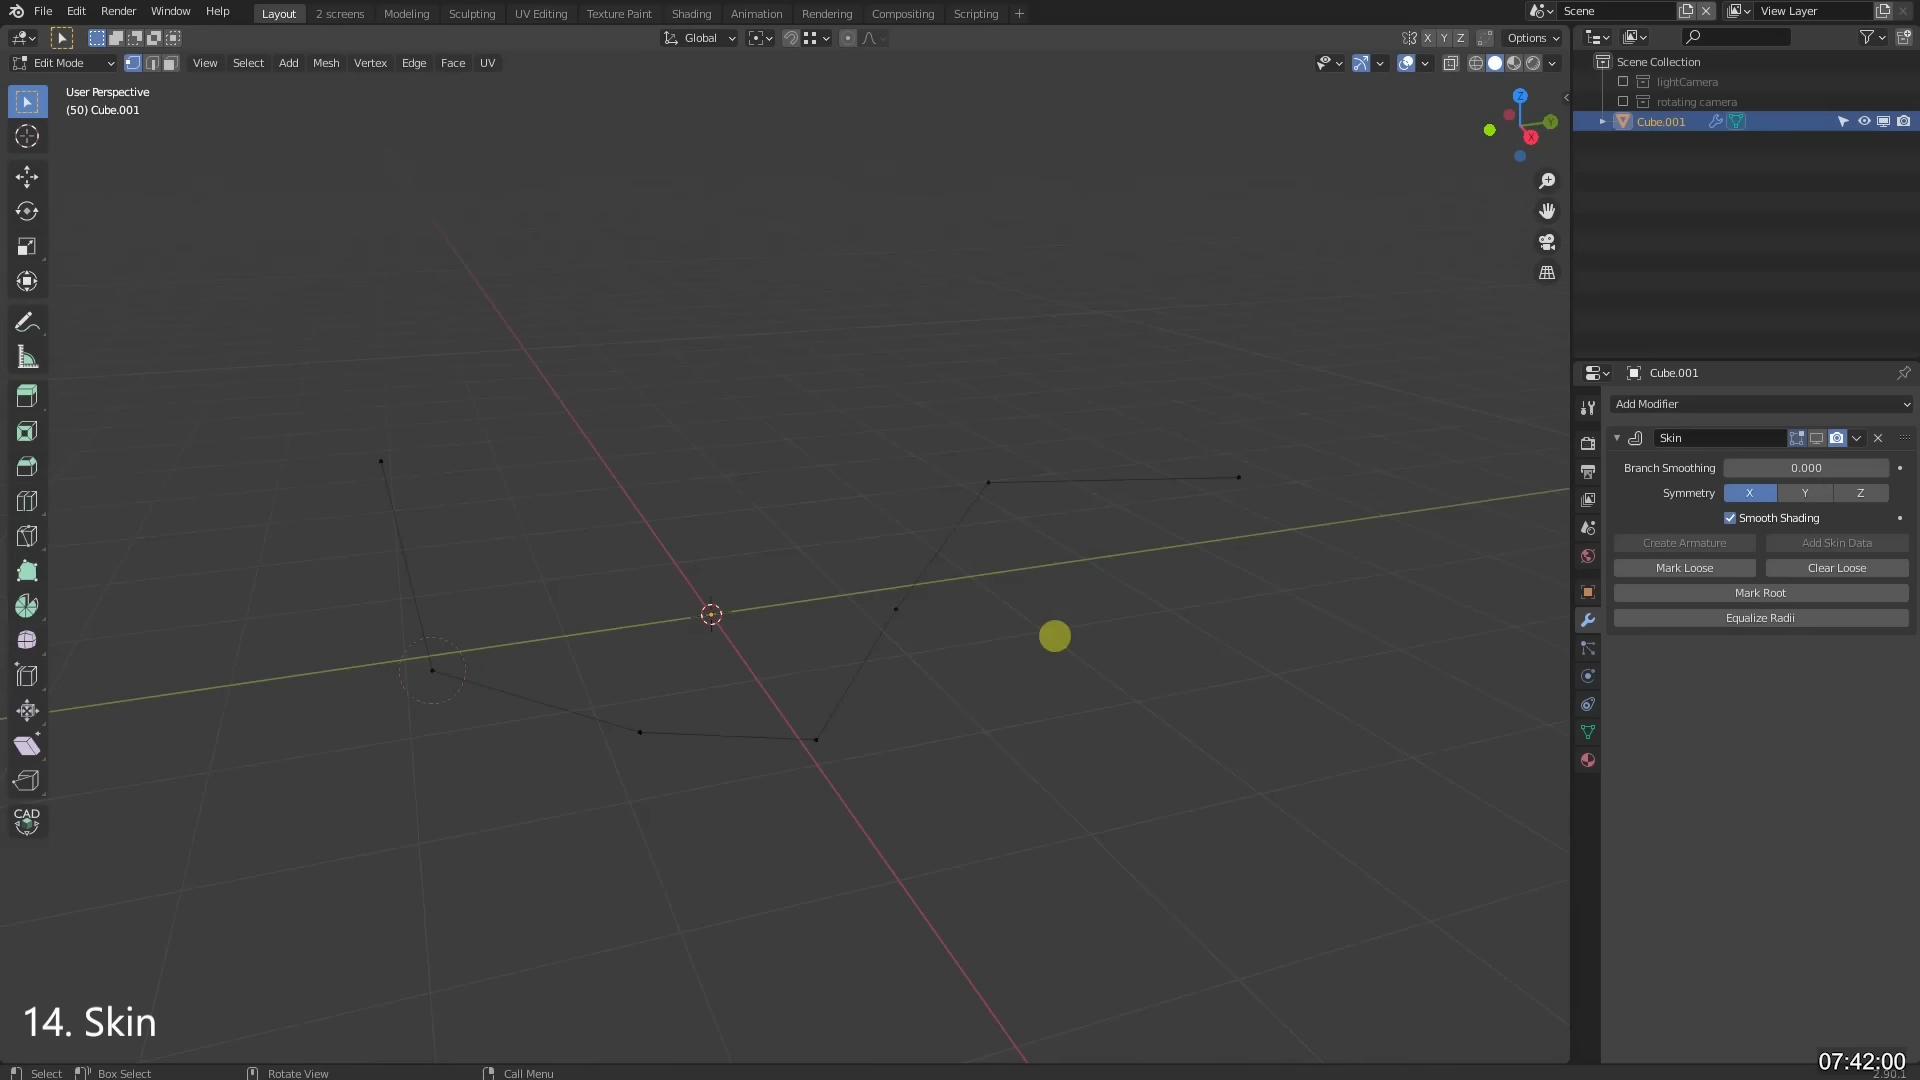 File Edit Render Window Help
Layout 2 screens Modeling Sculpting UV Editing Texture Paint Shading Animation Rendering Compositing Scripting +
Scene
View Layer
Global
X Y Z Options
Edit Mode View Select Add Mesh Vertex Edge Face UV
User Perspective
(50) Cube.001
Z
Y
X
CAD
Scene Collection
lightCamera
rotating camera
Cube.001
Cube.001
Add Modifier
Skin
Branch Smoothing 0.000
Symmetry X Y Z
Smooth Shading
Create Armature Add Skin Data
Mark Loose Clear Loose
Mark Root
Equalize Radii
14. Skin
07:42:00
Select Box Select Rotate View Call Menu
2.90.1